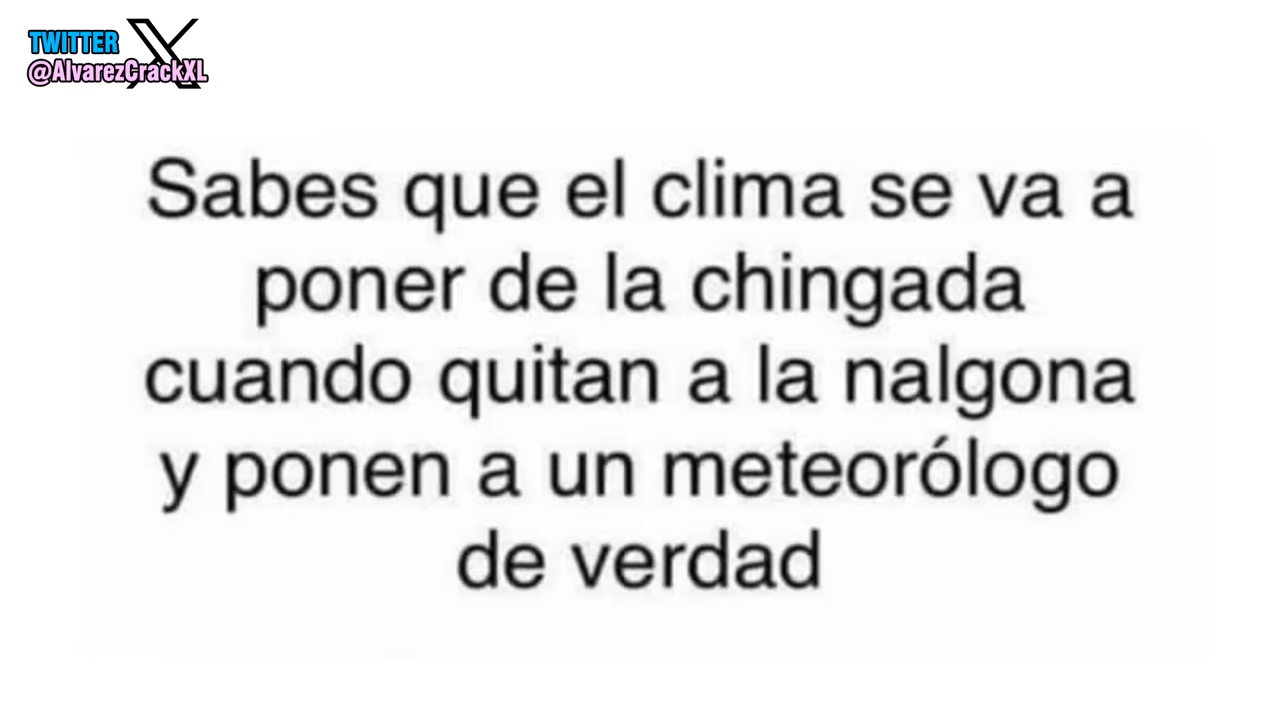 TWITTER
@AlvarezCrackXL
Sabes que el clima se va a
poner de la chingada
cuando quitan a la nalgona
y ponen a un meteorólogo
de verdad